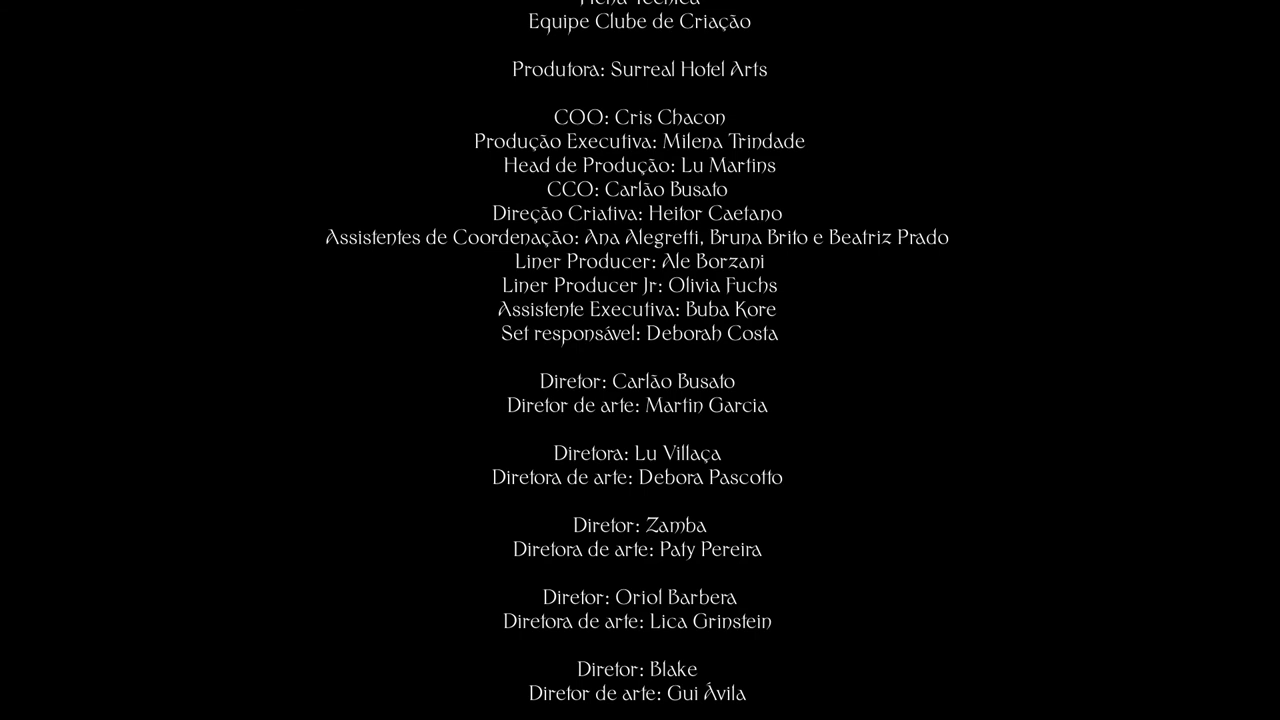 Ficha Técnica
Equipe Clube de Criação
Produtora: Surreal Hotel Arts
COO: Cris Chacon
Produção Executiva: Milena Trindade
Head de Produção: Lu Martins
CCO: Carlão Busato
Direção Criativa: Heitor Caetano
Assistentes de Coordenação: Ana Alegretti, Bruna Brito e Beatriz Prado
Liner Producer: Ale Borzani
Liner Producer Jr: Olivia Fuchs
Assistente Executiva: Buba Kore
Set responsável: Deborah Costa
Diretor: Carlão Busato
Diretor de arte: Martin Garcia
Diretora: Lu Villaça
Diretora de arte: Debora Pascotto
Diretor: Zamba
Diretora de arte: Paty Pereira
Diretor: Oriol Barbera
Diretora de arte: Lica Grinstein
Diretor: Blake
Diretor de arte: Gui Ávila